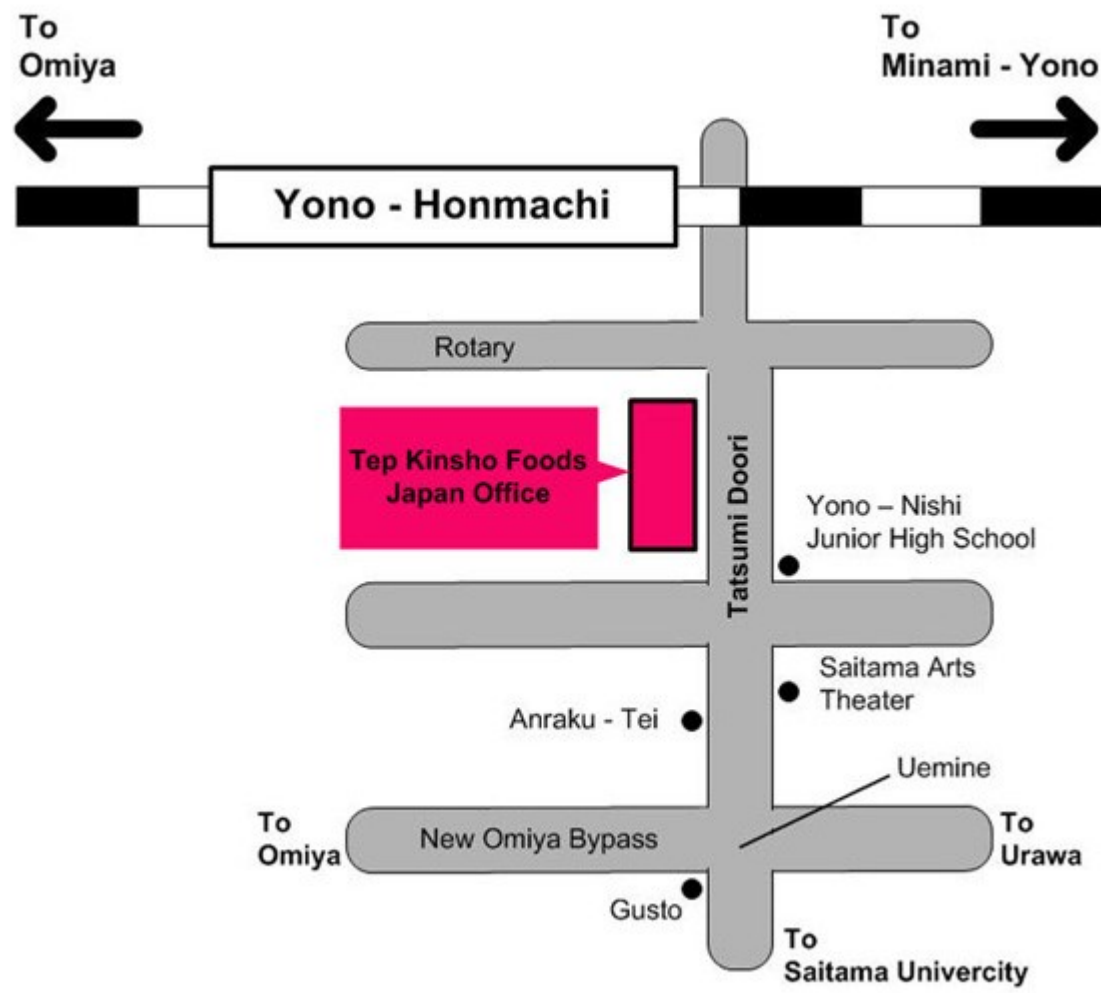 To
Omiya
To
Minami - Yono
Yono - Honmachi
Rotary
Tep Kinsho Foods
Japan Office
Tatsumi Doori
Yono – Nishi
Junior High School
Saitama Arts
Theater
Anraku - Tei
Uemine
To
Omiya
New Omiya Bypass
To
Urawa
Gusto
To
Saitama Univercity